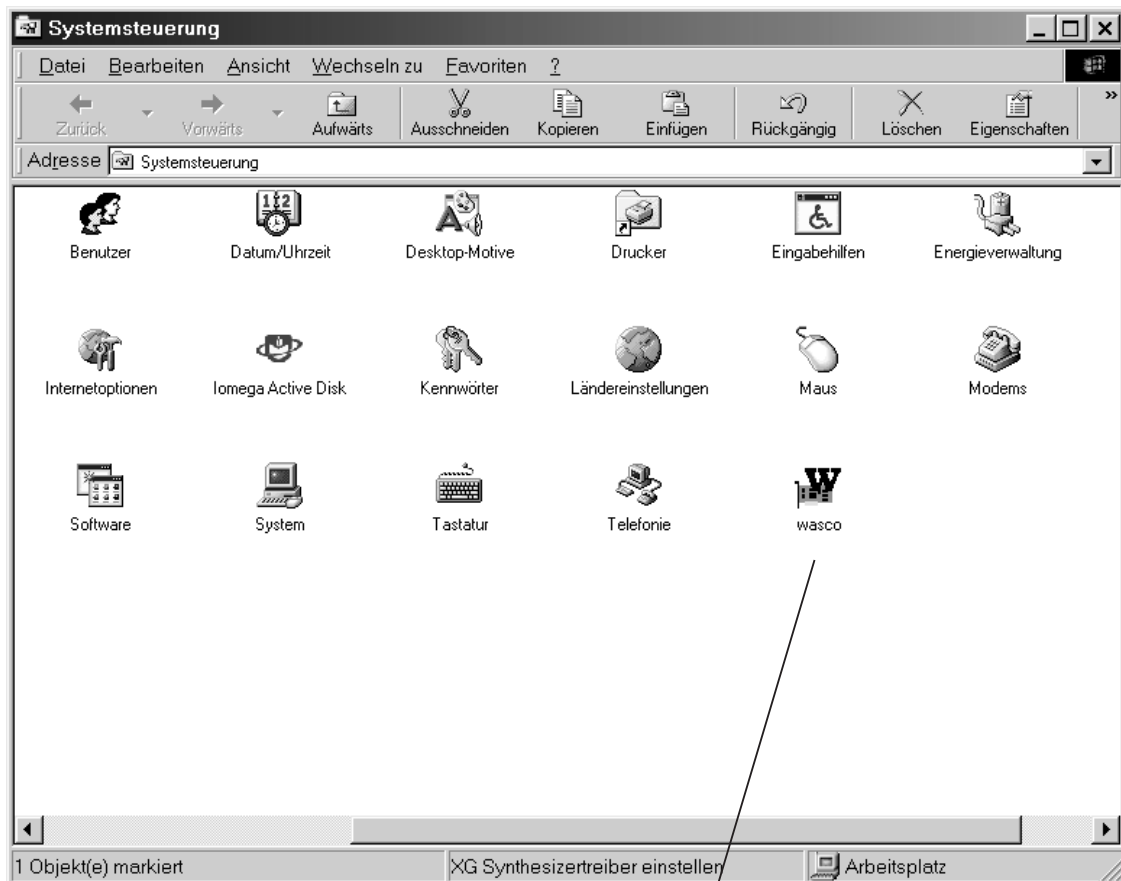 Systemsteuerung
Datei Bearbeiten Ansicht Wechseln zu Favoriten ?
Zurück Vorwärts Aufwärts Ausschneiden Kopieren Einfügen Rückgängig Löschen Eigenschaften »
Adresse Systemsteuerung
Benutzer Datum/Uhrzeit Desktop-Motive Drucker Eingabehilfen Energieverwaltung
Internetoptionen Iomega Active Disk Kennwörter Ländereinstellungen Maus Modems
Software System Tastatur Telefonie wasco
1 Objekt(e) markiert XG Synthesizertreiber einstellen Arbeitsplatz